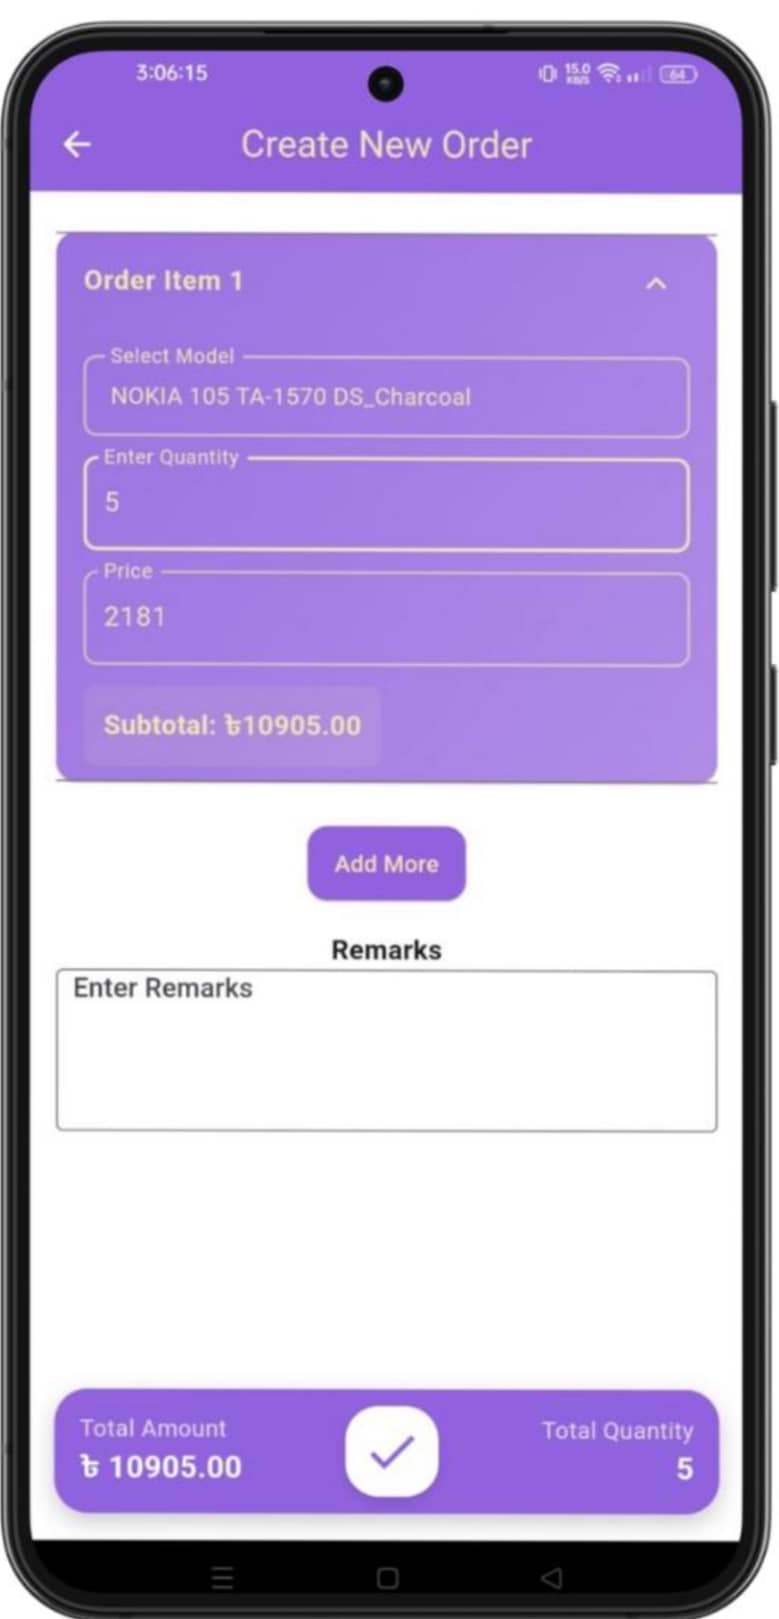 3:06:15
15.0
KB/S
64
Create New Order
Order Item 1
Select Model
NOKIA 105 TA-1570 DS_Charcoal
Enter Quantity
5
Price
2181
Subtotal: ৳10905.00
Add More
Remarks
Enter Remarks
Total Amount
৳ 10905.00
Total Quantity
5